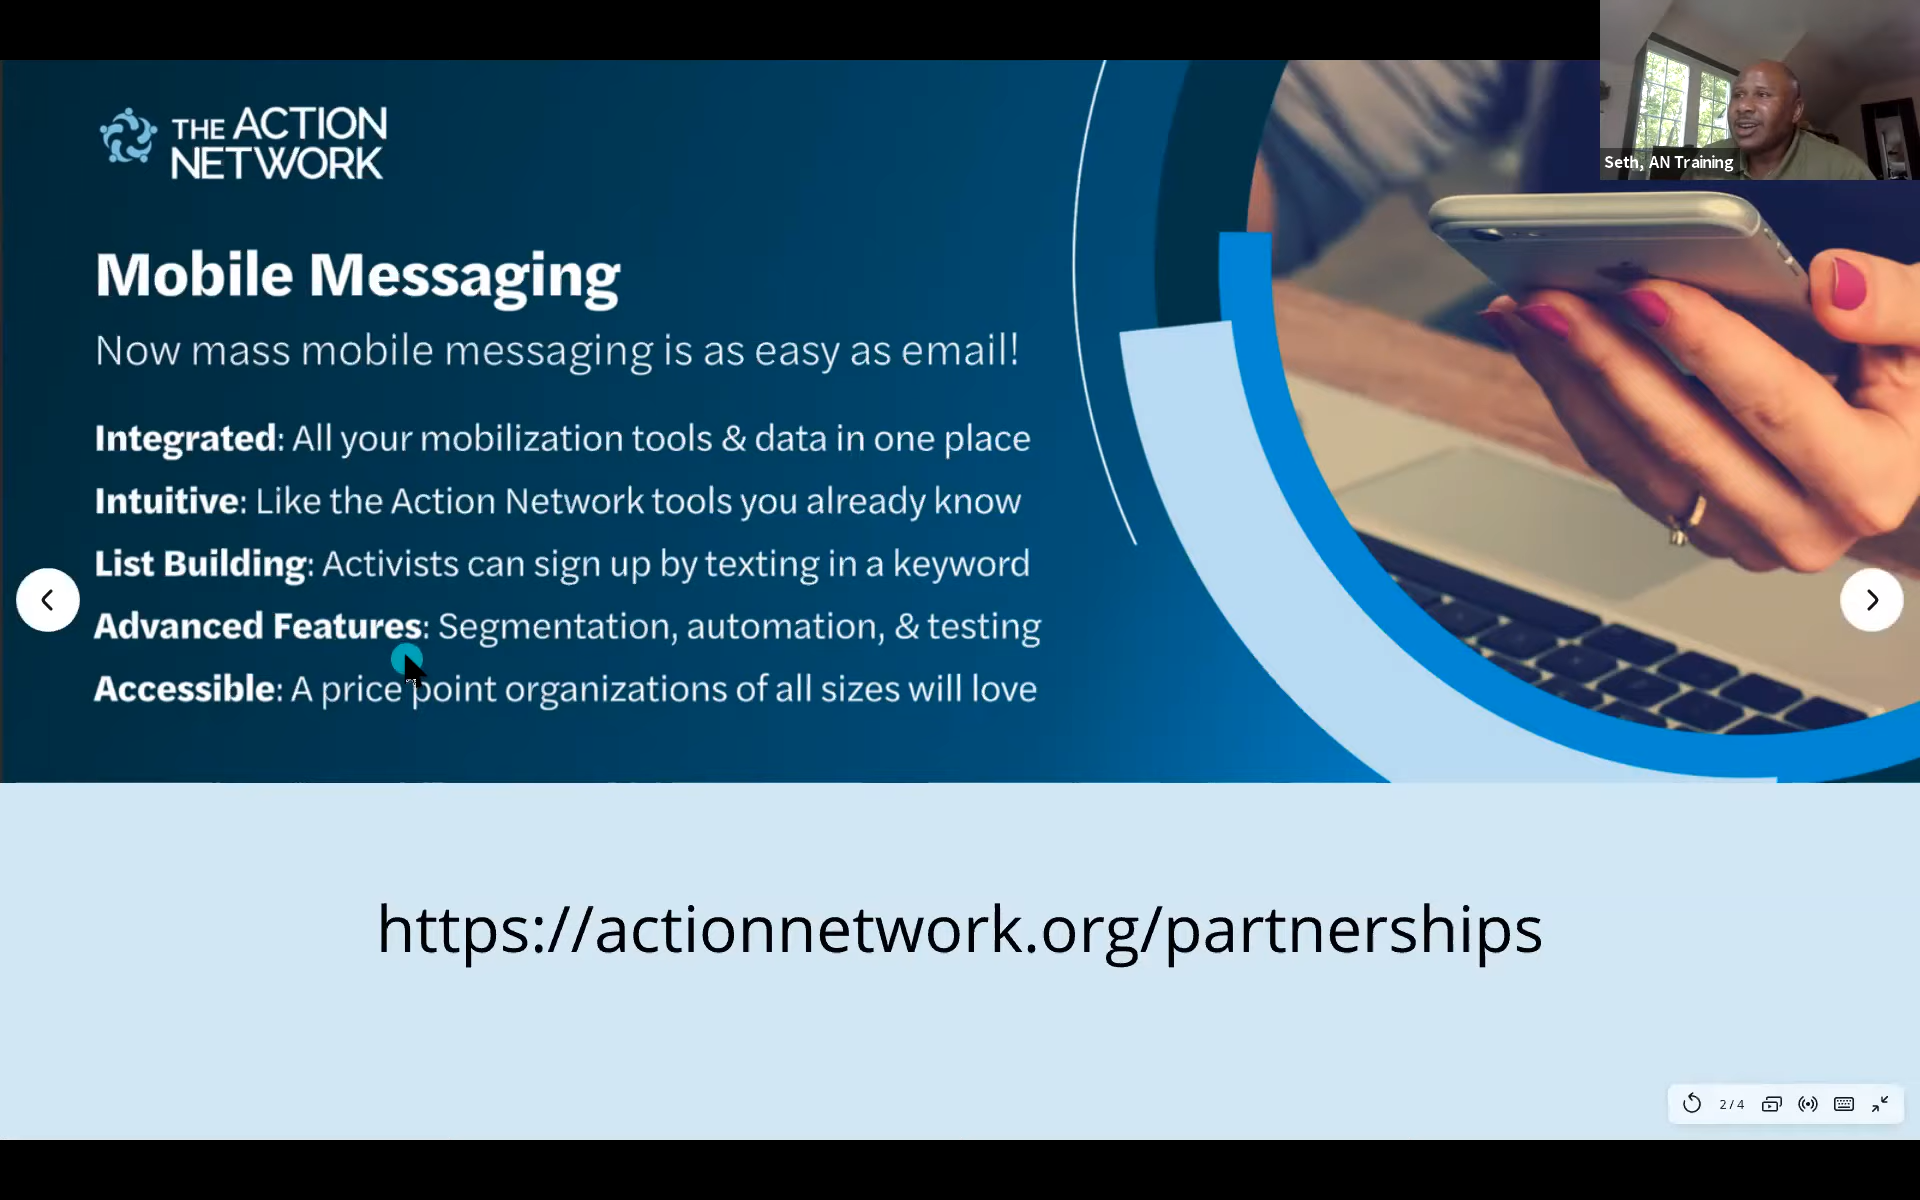 THE ACTION
NETWORK
Seth, AN Training
Mobile Messaging
Now mass mobile messaging is as easy as email!
Integrated: All your mobilization tools & data in one place
Intuitive: Like the Action Network tools you already know
List Building: Activists can sign up by texting in a keyword
Advanced Features: Segmentation, automation, & testing
Accessible: A price point organizations of all sizes will love
https://actionnetwork.org/partnerships
2 / 4